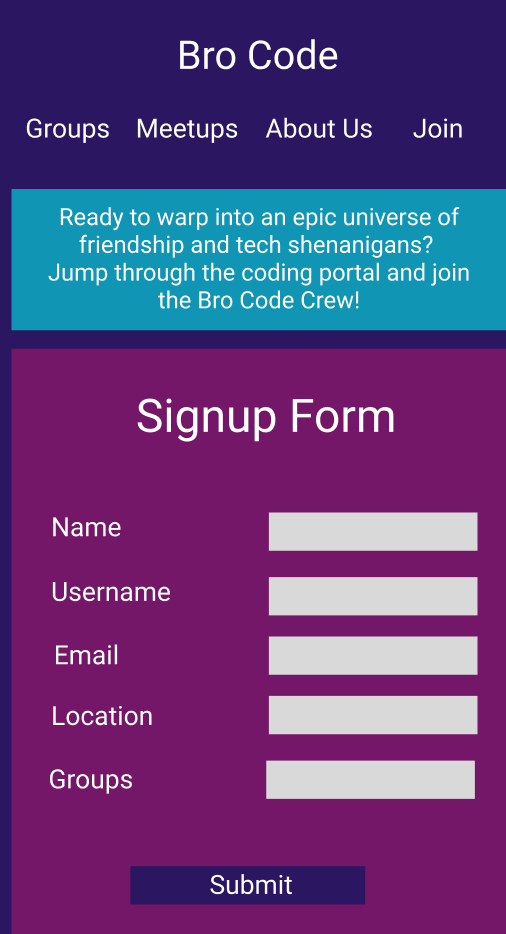 Bro Code
Groups Meetups About Us Join
Ready to warp into an epic universe of
friendship and tech shenanigans?
Jump through the coding portal and join
the Bro Code Crew!
Signup Form
Name
Username
Email
Location
Groups
Submit